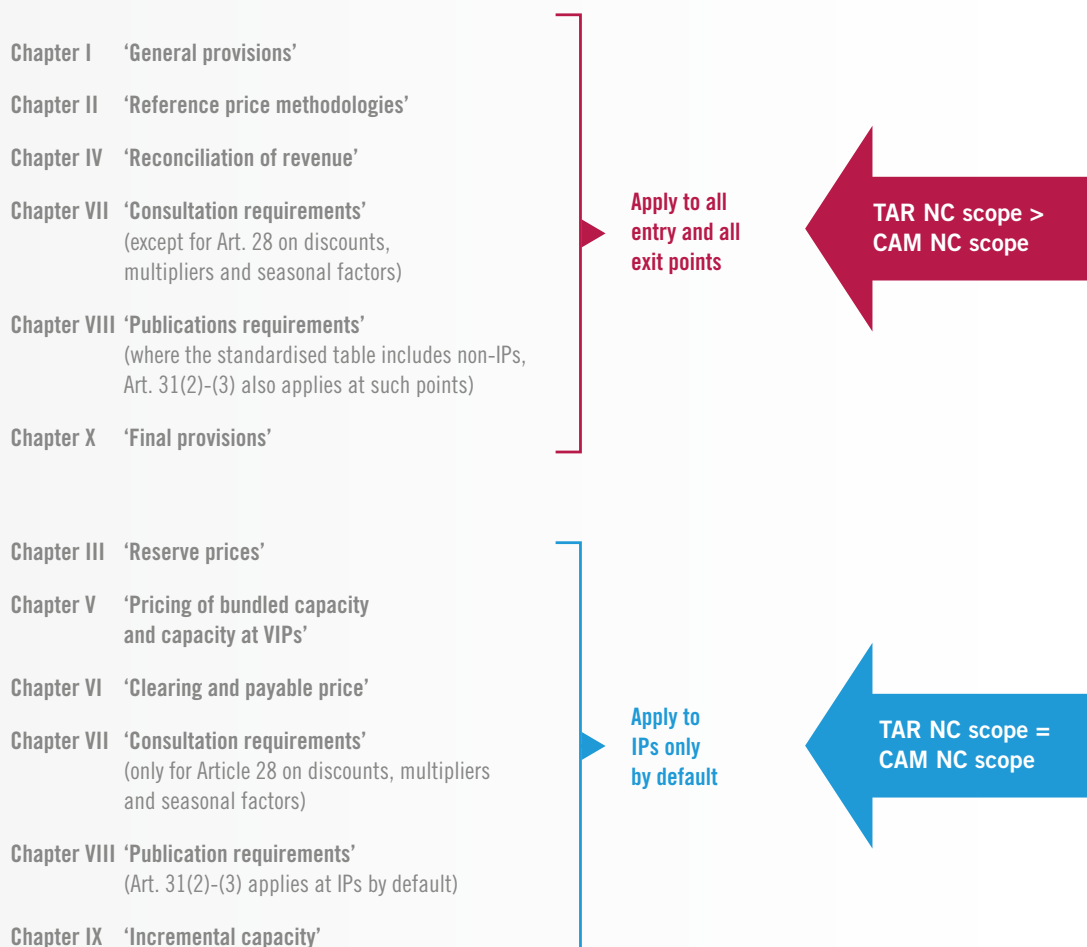 Chapter I ‘General provisions’
Chapter II ‘Reference price methodologies’
Chapter IV ‘Reconciliation of revenue’
Chapter VII ‘Consultation requirements’
(except for Art. 28 on discounts,
multipliers and seasonal factors)
Chapter VIII ‘Publications requirements’
(where the standardised table includes non-IPs,
Art. 31(2)-(3) also applies at such points)
Chapter X ‘Final provisions’
Apply to all
entry and all
exit points
TAR NC scope >
CAM NC scope
Chapter III ‘Reserve prices’
Chapter V ‘Pricing of bundled capacity
and capacity at VIPs’
Chapter VI ‘Clearing and payable price’
Chapter VII ‘Consultation requirements’
(only for Article 28 on discounts, multipliers
and seasonal factors)
Chapter VIII ‘Publication requirements’
(Art. 31(2)-(3) applies at IPs by default)
Chapter IX ‘Incremental capacity’
Apply to
IPs only
by default
TAR NC scope =
CAM NC scope